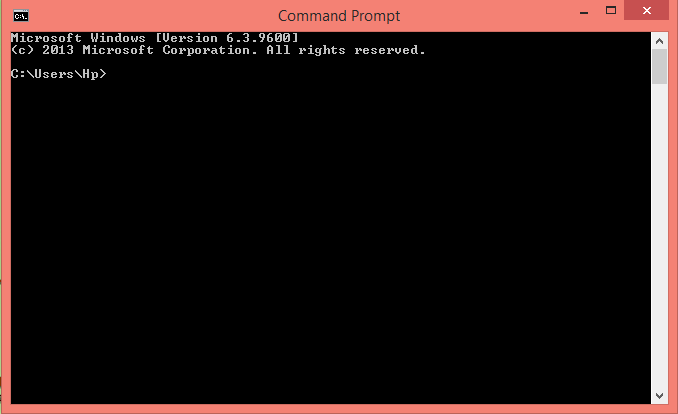 Command Prompt
Microsoft Windows [Version 6.3.9600]
(c) 2013 Microsoft Corporation. All rights reserved.
C:\Users\Hp>